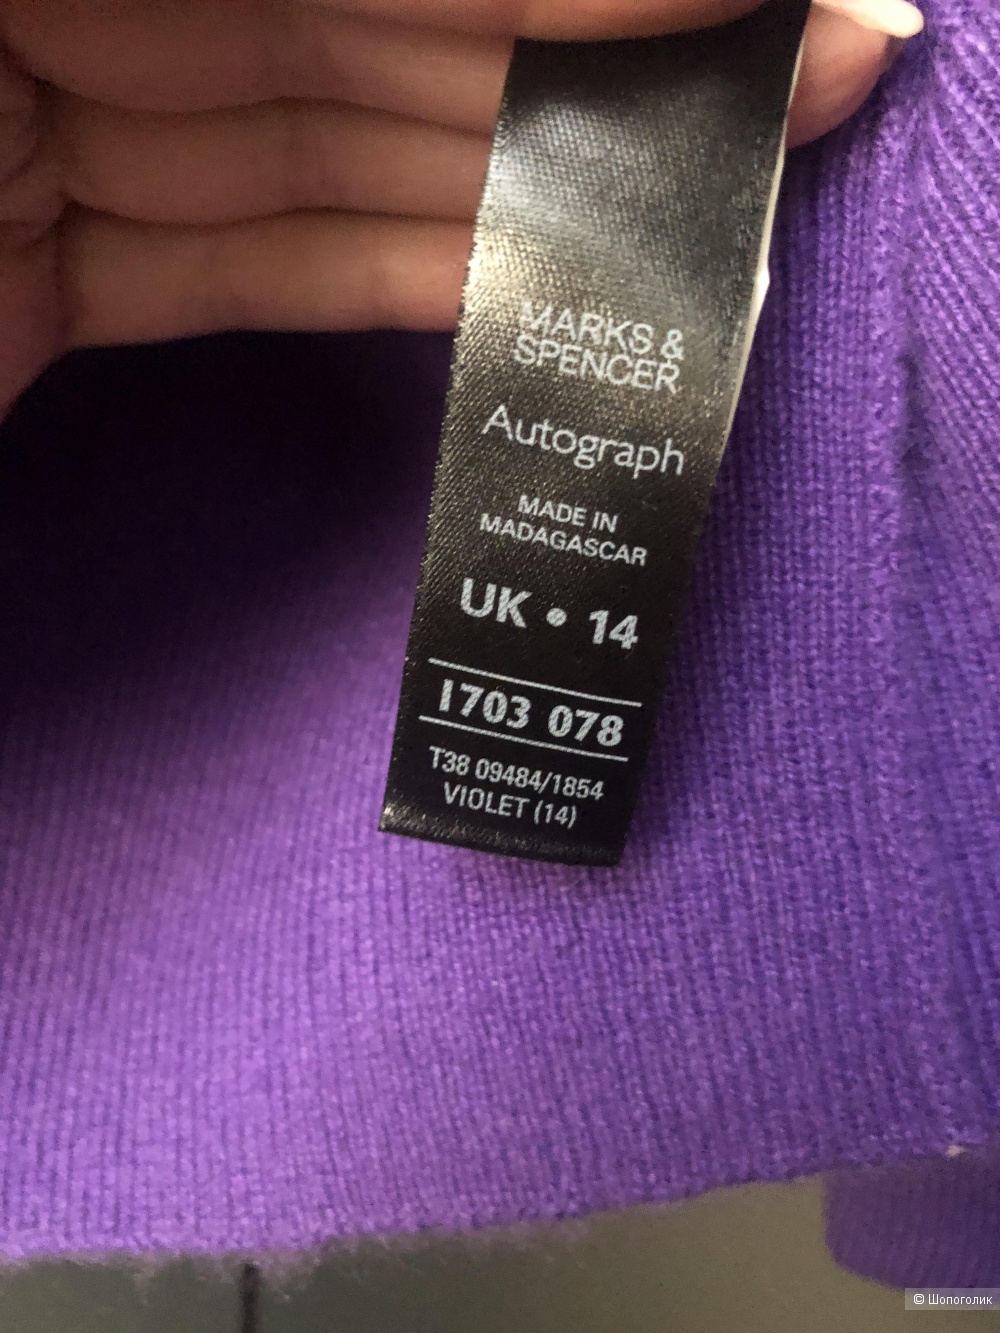 MARKS &
SPENCER
Autograph
MADE IN
MADAGASCAR
UK • 14
1703 078
T38 09484/1854
VIOLET (14)
© Шопоголик